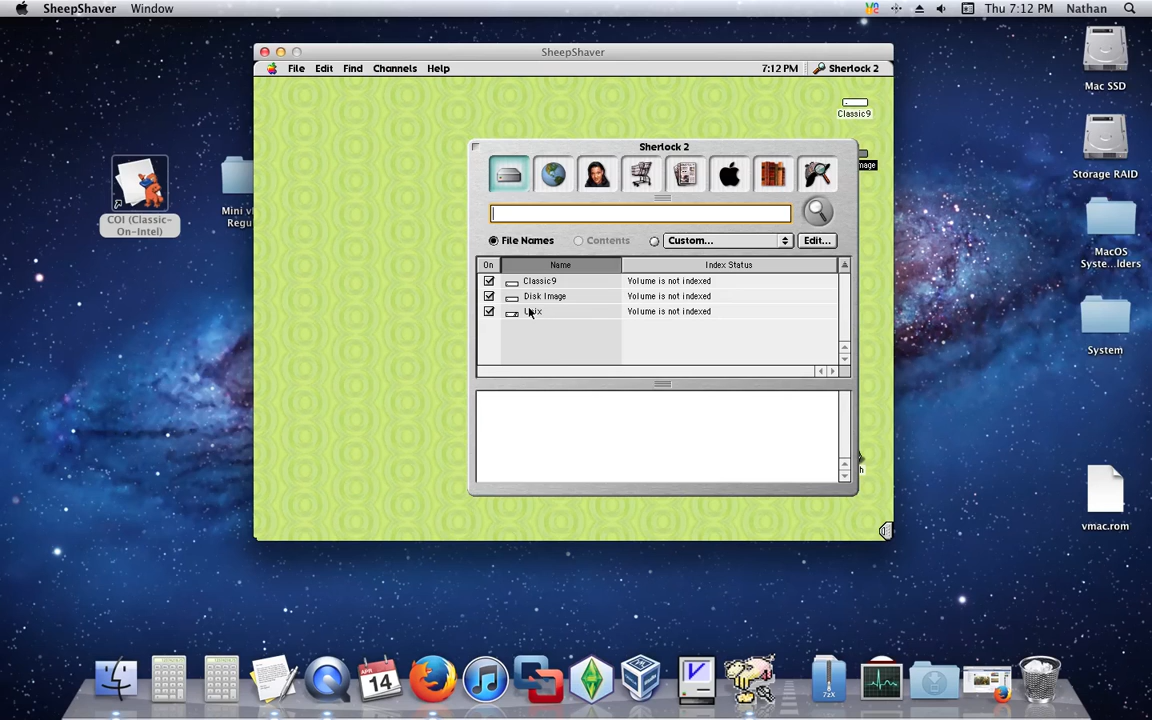 SheepShaver Window Thu 7:12 PM Nathan
SheepShaver
File Edit Find Channels Help 7:12 PM Sherlock 2
Mac SSD
Classic9
Sherlock 2
Storage RAID
COI (Classic-
On-Intel)
Mini v
Regu
File Names Contents Custom... Edit...
On Name Index Status
Classic9 Volume is not indexed
Disk Image Volume is not indexed
Unix Volume is not indexed
MacOS
Syste...lders
System
vmac.rom
APR
14
7zX